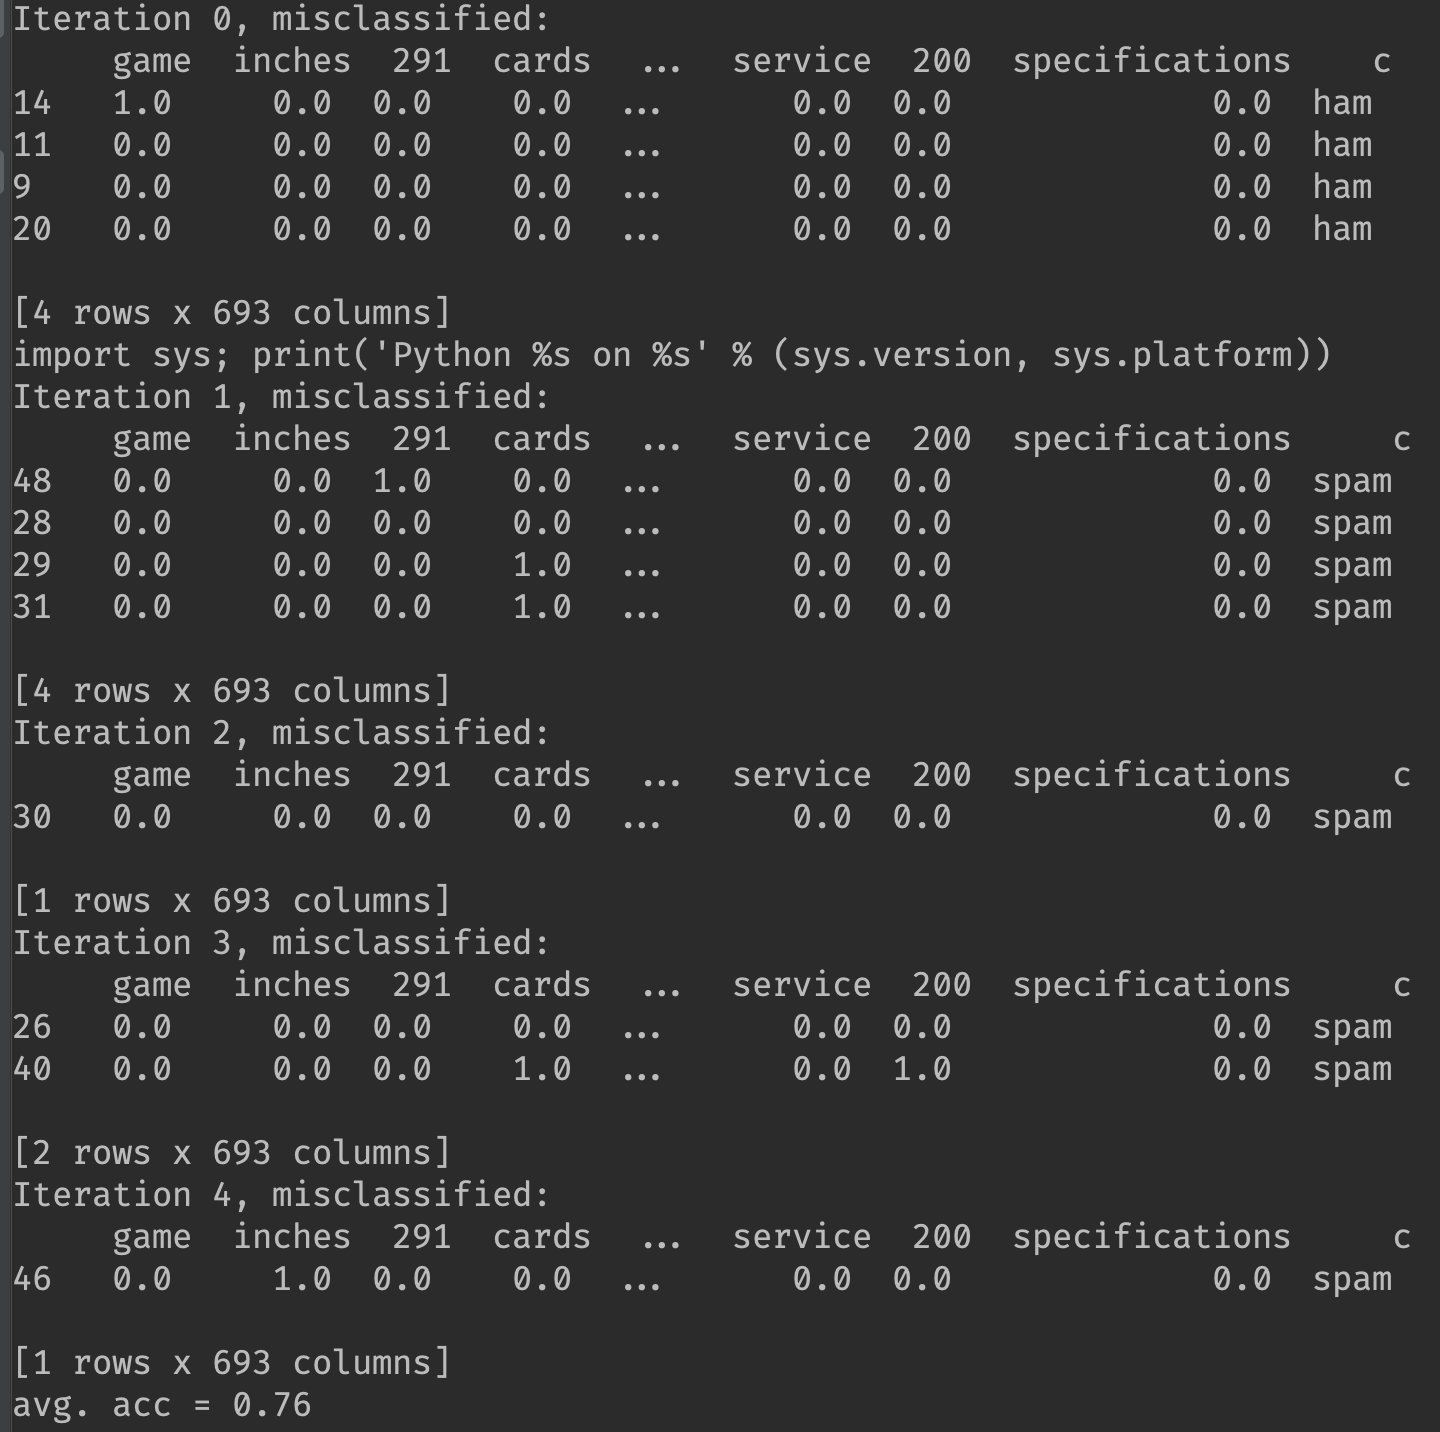 Iteration 0, misclassified:
    game  inches  291  cards  ...  service  200  specifications    c
14   1.0     0.0  0.0    0.0  ...      0.0  0.0             0.0  ham
11   0.0     0.0  0.0    0.0  ...      0.0  0.0             0.0  ham
9    0.0     0.0  0.0    0.0  ...      0.0  0.0             0.0  ham
20   0.0     0.0  0.0    0.0  ...      0.0  0.0             0.0  ham
[4 rows x 693 columns]
import sys; print('Python %s on %s' % (sys.version, sys.platform))
Iteration 1, misclassified:
    game  inches  291  cards  ...  service  200  specifications     c
48   0.0     0.0  1.0    0.0  ...      0.0  0.0             0.0  spam
28   0.0     0.0  0.0    0.0  ...      0.0  0.0             0.0  spam
29   0.0     0.0  0.0    1.0  ...      0.0  0.0             0.0  spam
31   0.0     0.0  0.0    1.0  ...      0.0  0.0             0.0  spam
[4 rows x 693 columns]
Iteration 2, misclassified:
    game  inches  291  cards  ...  service  200  specifications     c
30   0.0     0.0  0.0    0.0  ...      0.0  0.0             0.0  spam
[1 rows x 693 columns]
Iteration 3, misclassified:
    game  inches  291  cards  ...  service  200  specifications     c
26   0.0     0.0  0.0    0.0  ...      0.0  0.0             0.0  spam
40   0.0     0.0  0.0    1.0  ...      0.0  1.0             0.0  spam
[2 rows x 693 columns]
Iteration 4, misclassified:
    game  inches  291  cards  ...  service  200  specifications     c
46   0.0     1.0  0.0    0.0  ...      0.0  0.0             0.0  spam
[1 rows x 693 columns]
avg. acc = 0.76